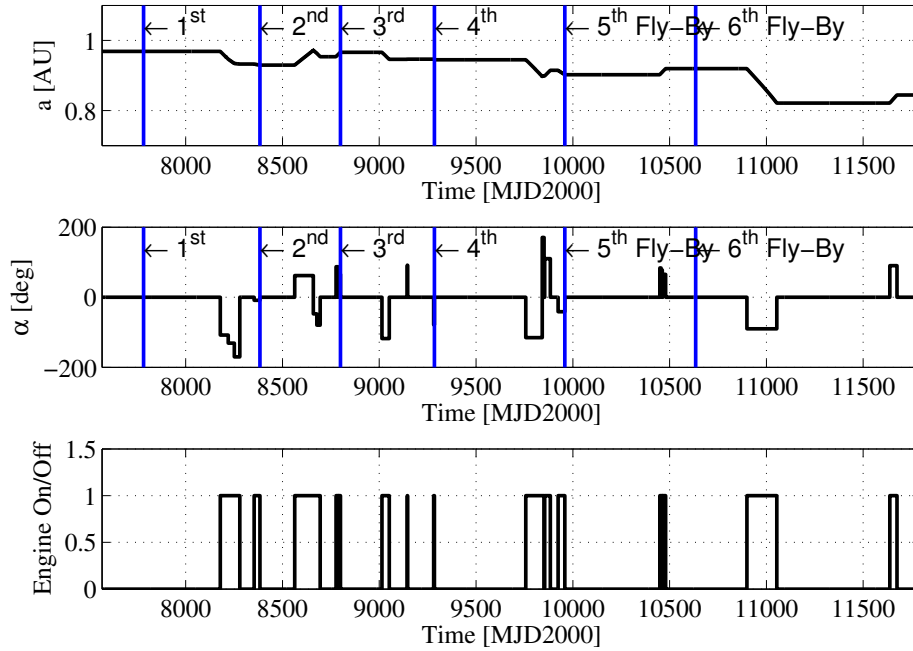 a [AU]
1
0.8
← 1st
← 2nd
← 3rd
← 4th
← 5th Fly−By
← 6th Fly−By
8000 8500 9000 9500 10000 10500 11000 11500
Time [MJD2000]
α [deg]
200
0
−200
← 1st
← 2nd
← 3rd
← 4th
← 5th Fly−By
← 6th Fly−By
8000 8500 9000 9500 10000 10500 11000 11500
Time [MJD2000]
Engine On/Off
1.5
1
0.5
0
8000 8500 9000 9500 10000 10500 11000 11500
Time [MJD2000]